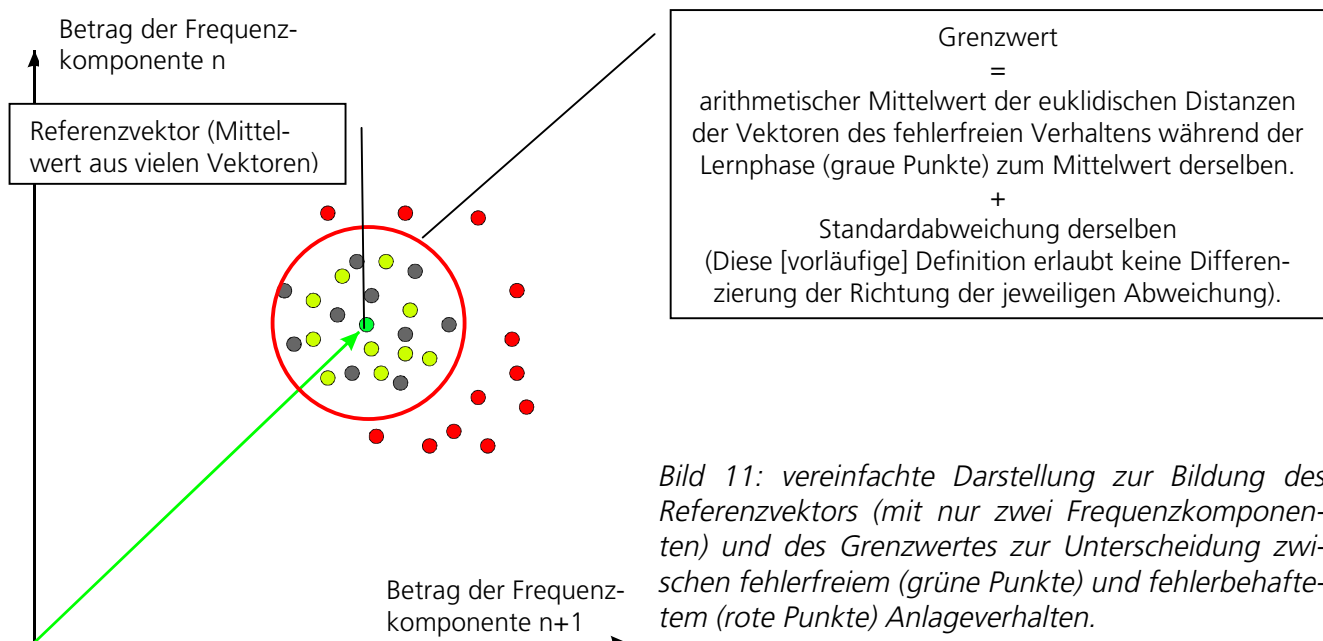 Betrag der Frequenz-
komponente n
Referenzvektor (Mittel-
wert aus vielen Vektoren)
Grenzwert
=
arithmetischer Mittelwert der euklidischen Distanzen
der Vektoren des fehlerfreien Verhaltens während der
Lernphase (graue Punkte) zum Mittelwert derselben.
+
Standardabweichung derselben
(Diese [vorläufige] Definition erlaubt keine Differen-
zierung der Richtung der jeweiligen Abweichung).
Bild 11: vereinfachte Darstellung zur Bildung des
Referenzvektors (mit nur zwei Frequenzkomponen-
ten) und des Grenzwertes zur Unterscheidung zwi-
schen fehlerfreiem (grüne Punkte) und fehlerbehafte-
tem (rote Punkte) Anlageverhalten.
Betrag der Frequenz-
komponente n+1